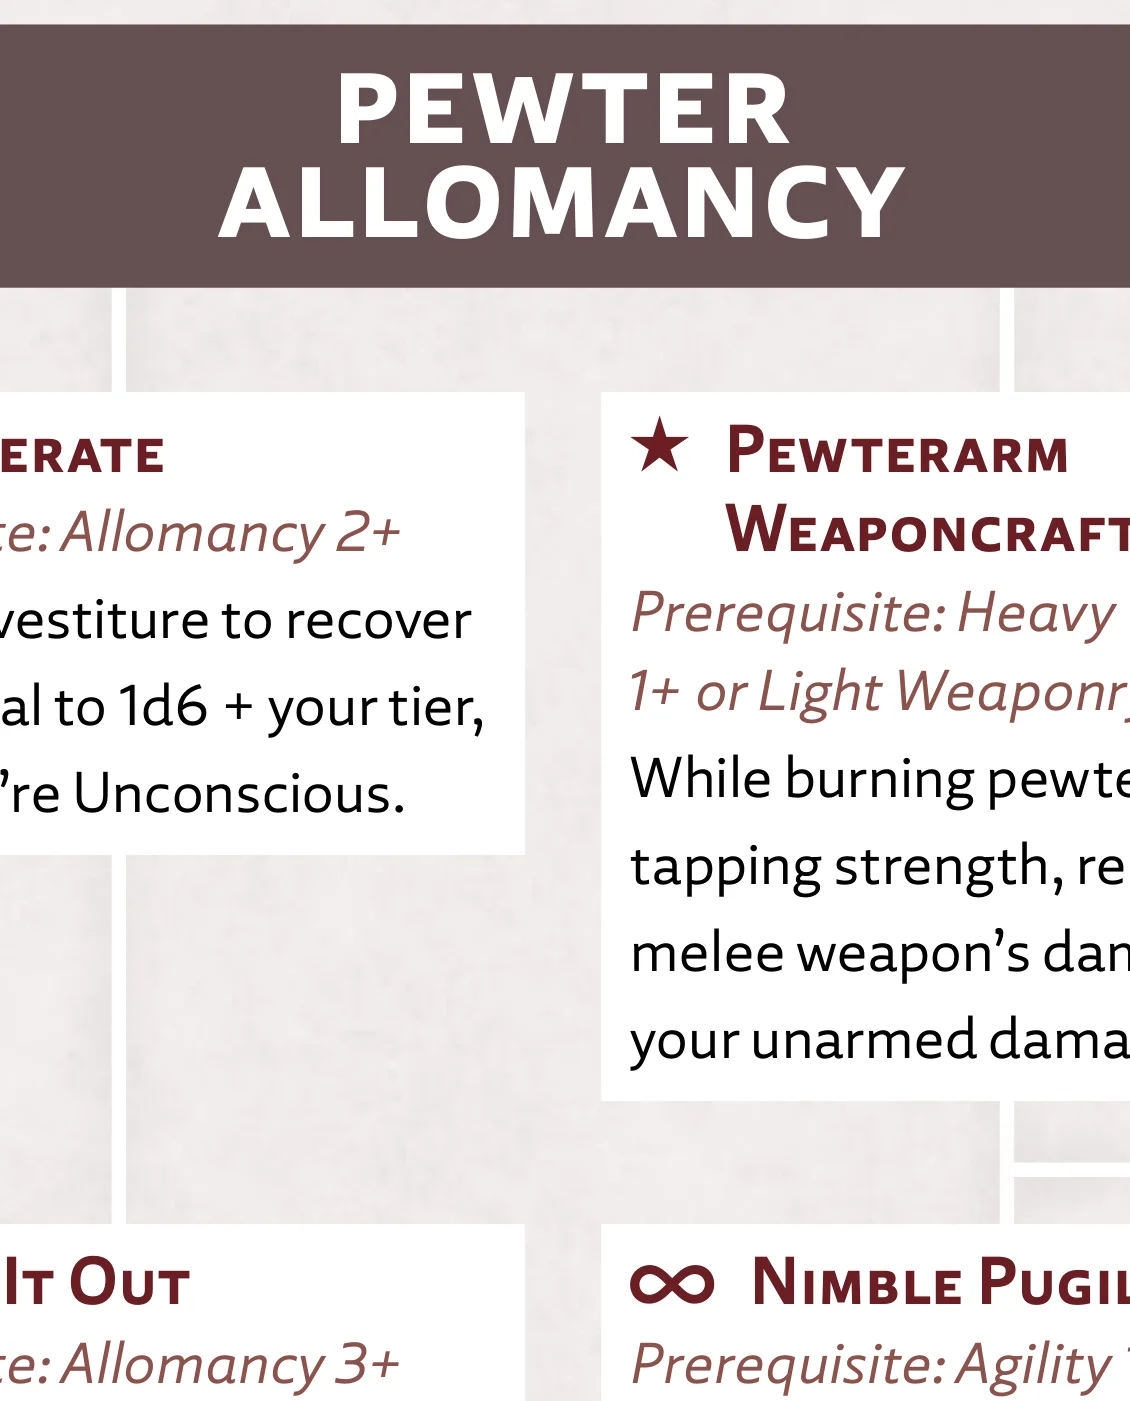 PEWTER
ALLOMANCY
ERATE
te: Allomancy 2+
vestiture to recover
al to 1d6 + your tier,
're Unconscious.
★ Pewterarm
Weaponcraft
Prerequisite: Heavy
1+ or Light Weaponry
While burning pewte
tapping strength, re
melee weapon's dam
your unarmed dama
It Out
te: Allomancy 3+
∞ Nimble Pugil
Prerequisite: Agility